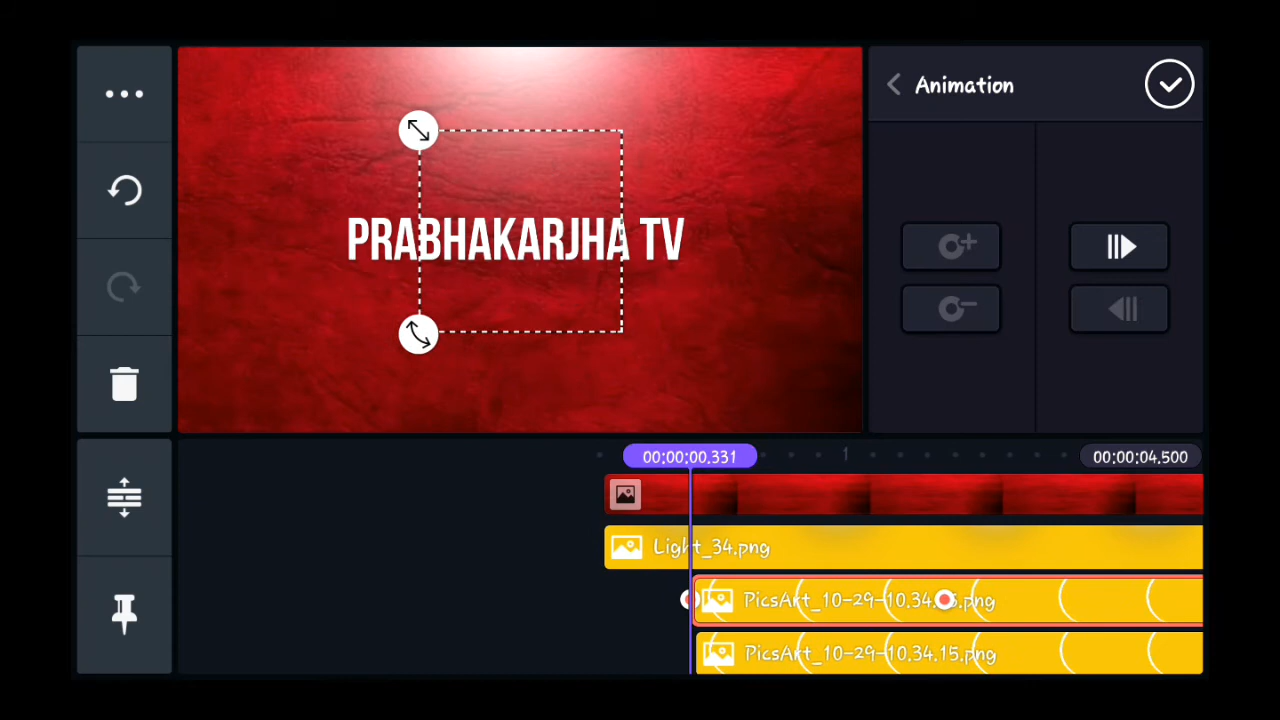 Animation
PRABHAKARJHA TV
00:00:00.331
1
00:00:04.500
Light_34.png
PicsArt_10-29-10.34.
.png
PicsArt_10-29-10.34.15.png